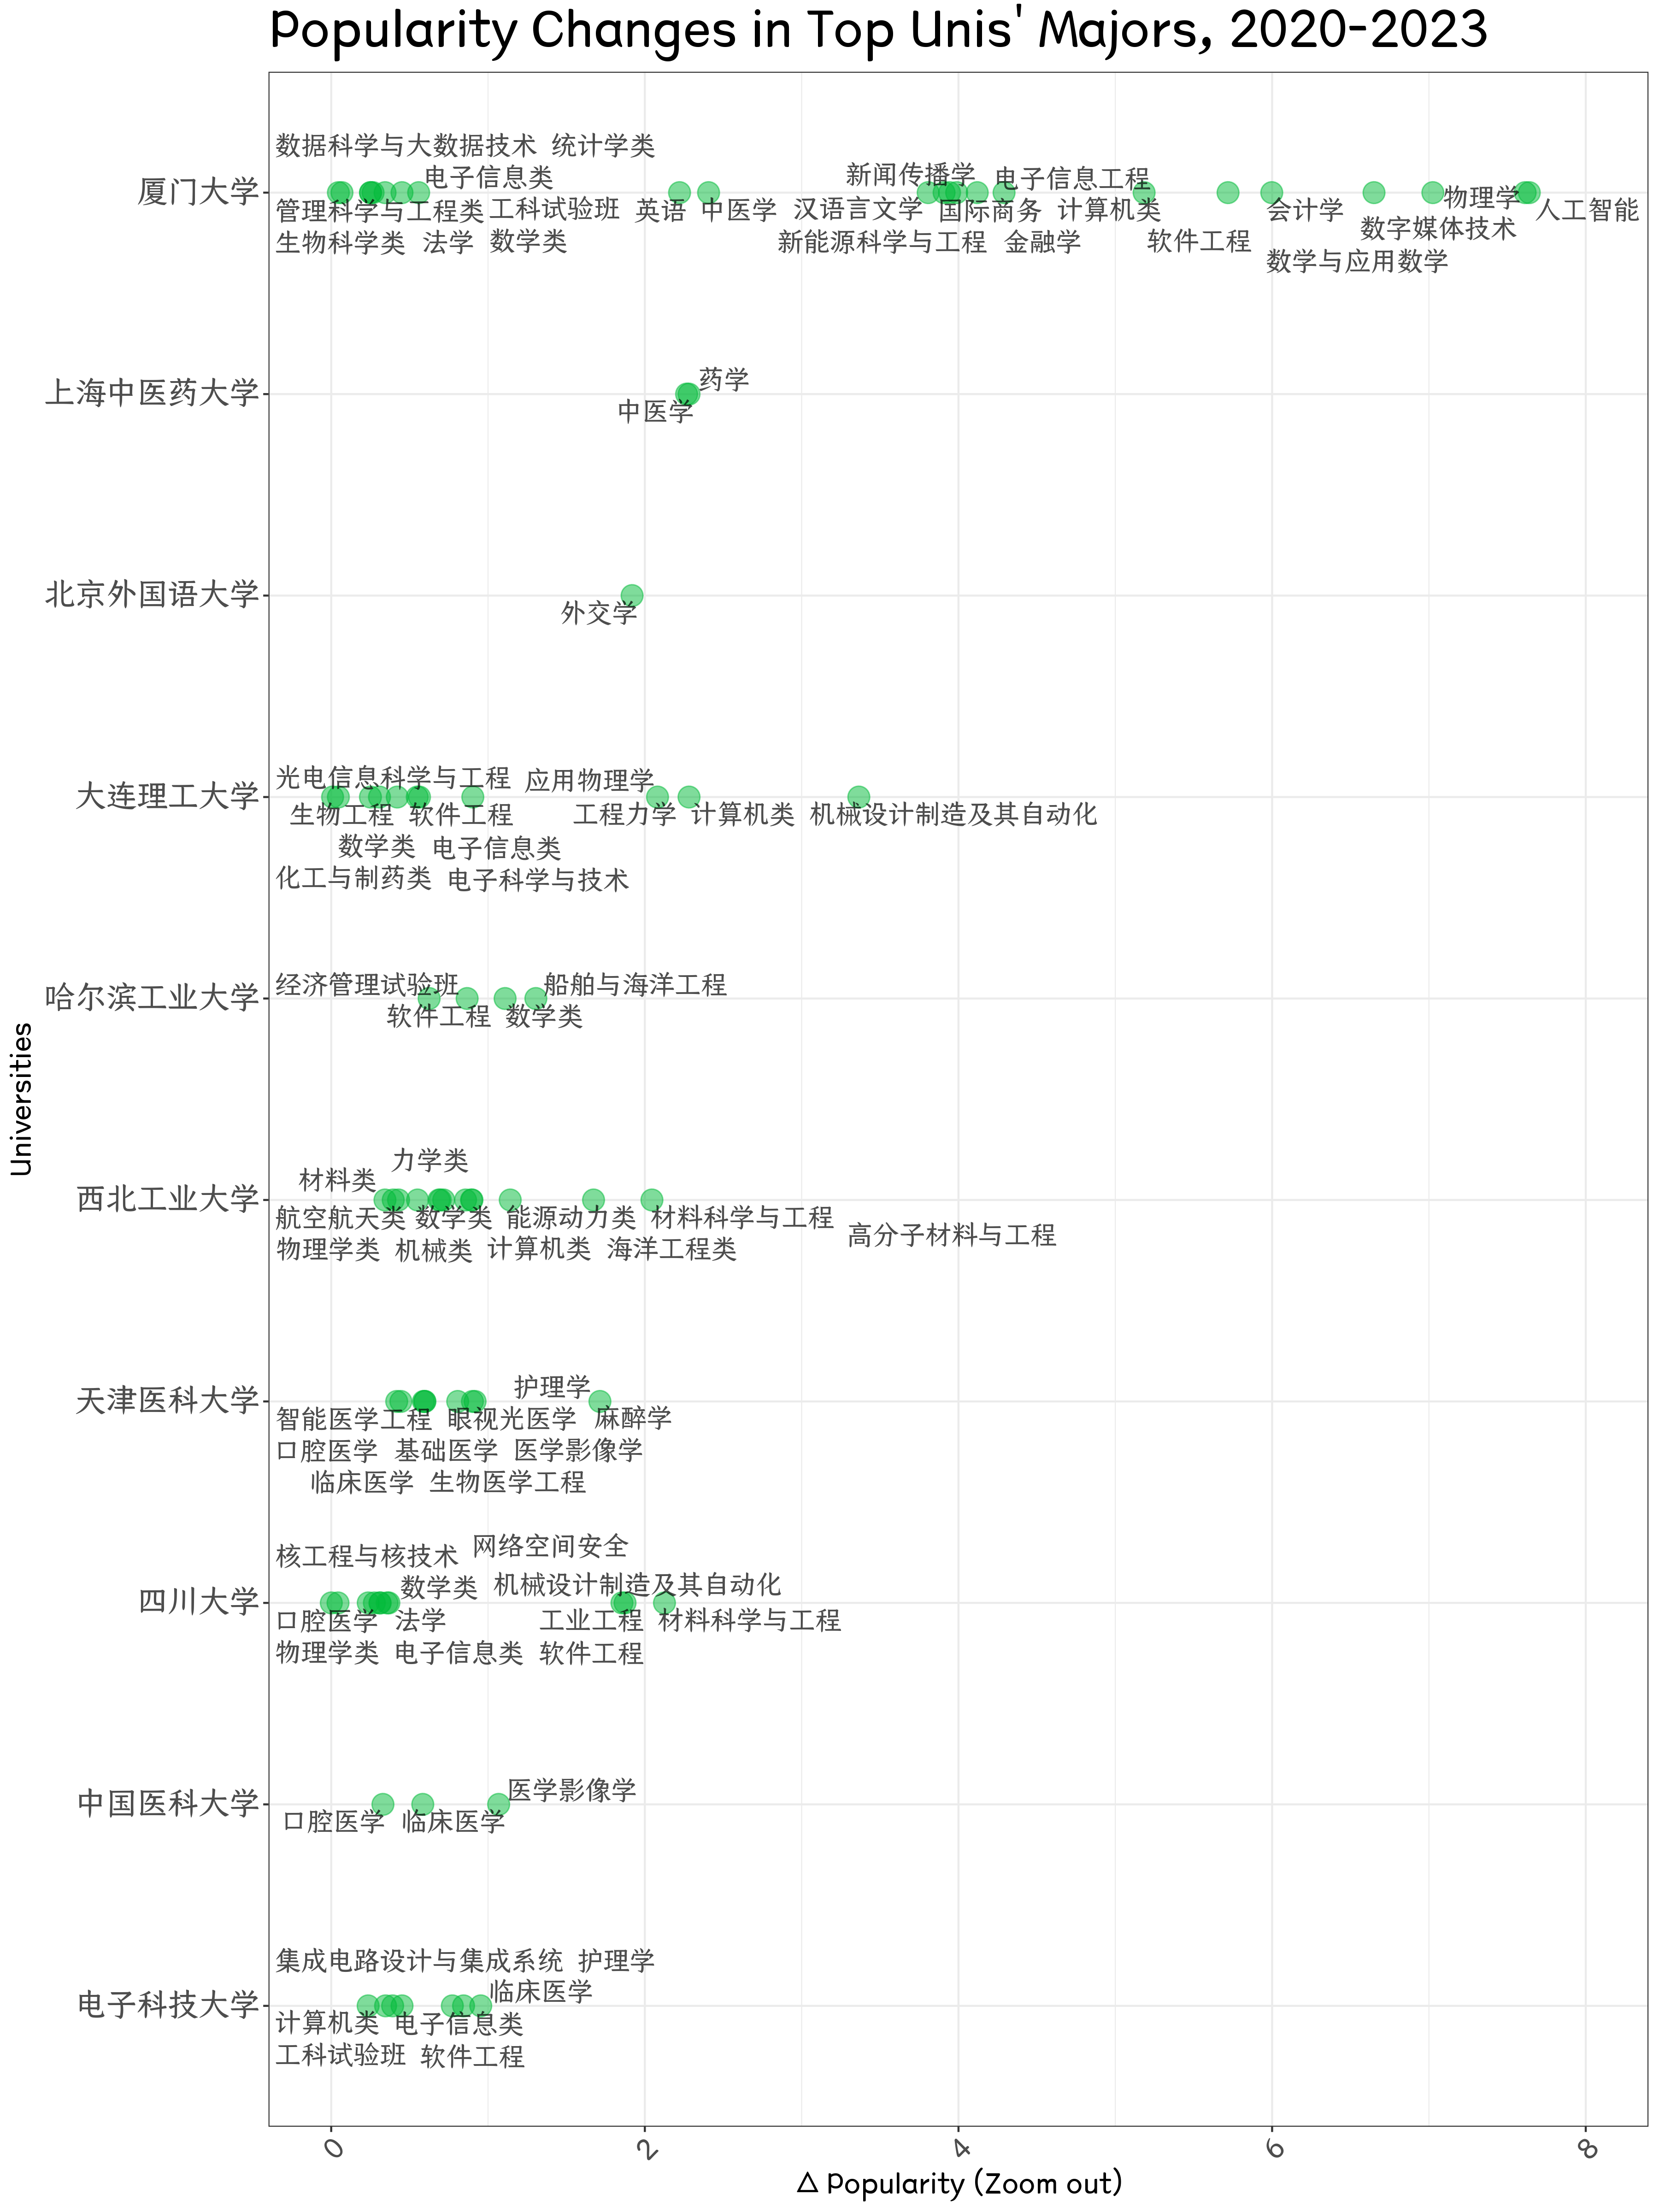 Popularity Changes in Top Unis' Majors, 2020-2023
数据科学与大数据技术 统计学类
新闻传播学 电子信息类 电子信息工程
厦门大学
物理学
管理科学与工程类 工科试验班 英语 中医学 汉语言文学 国际商务 计算机类 会计学 人工智能
数字媒体技术
生物科学类 法学 数学类 新能源科学与工程 金融学 软件工程
数学与应用数学
药学
上海中医药大学
中医学
北京外国语大学
外交学
光电信息科学与工程 应用物理学
大连理工大学
生物工程 软件工程 工程力学 计算机类 机械设计制造及其自动化
数学类 电子信息类
化工与制药类 电子科学与技术
经济管理试验班 船舶与海洋工程
哈尔滨工业大学
软件工程 数学类
Universities
力学类
材料类
西北工业大学
航空航天类 数学类 能源动力类 材料科学与工程
高分子材料与工程
物理学类 机械类 计算机类 海洋工程类
护理学
天津医科大学
智能医学工程 眼视光医学 麻醉学
口腔医学 基础医学 医学影像学
临床医学 生物医学工程
网络空间安全
核工程与核技术
数学类 机械设计制造及其自动化
四川大学
口腔医学 法学 工业工程 材料科学与工程
物理学类 电子信息类 软件工程
医学影像学
中国医科大学
口腔医学 临床医学
集成电路设计与集成系统 护理学
临床医学
电子科技大学
计算机类 电子信息类
工科试验班 软件工程
0 2 4 6 8
△ Popularity (Zoom out)